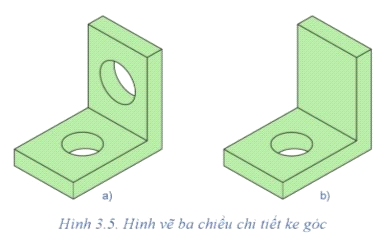 a) b)
Hình 3.5. Hình vẽ ba chiều chi tiết ke góc